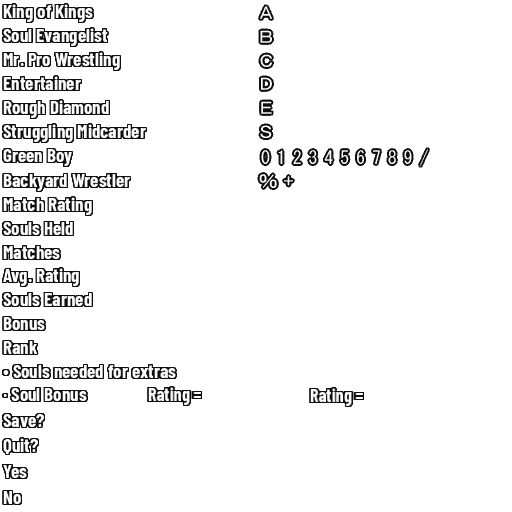 King of Kings A
Soul Evangelist B
Mr. Pro Wrestling C
Entertainer D
Rough Diamond E
Struggling Midcarder S
Green Boy 0 1 2 3 4 5 6 7 8 9 /
Backyard Wrestler % +
Match Rating
Souls Held
Matches
Avg. Rating
Souls Earned
Bonus
Rank
• Souls needed for extras
• Soul Bonus Rating = Rating =
Save?
Quit?
Yes
No